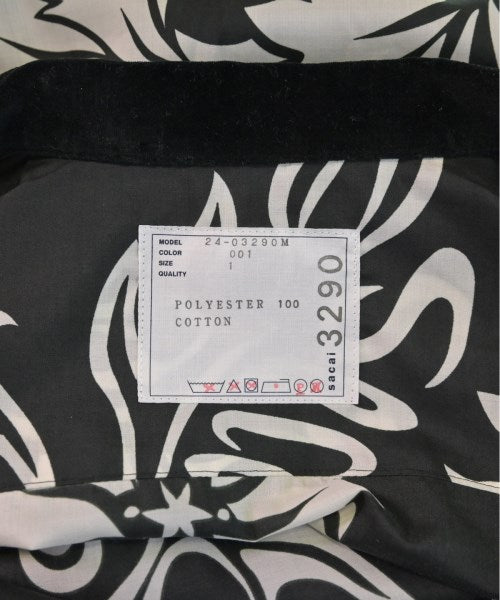 MODEL 24-03290M
COLOR 001
SIZE 1
QUALITY
POLYESTER 100
COTTON
sacai 3290